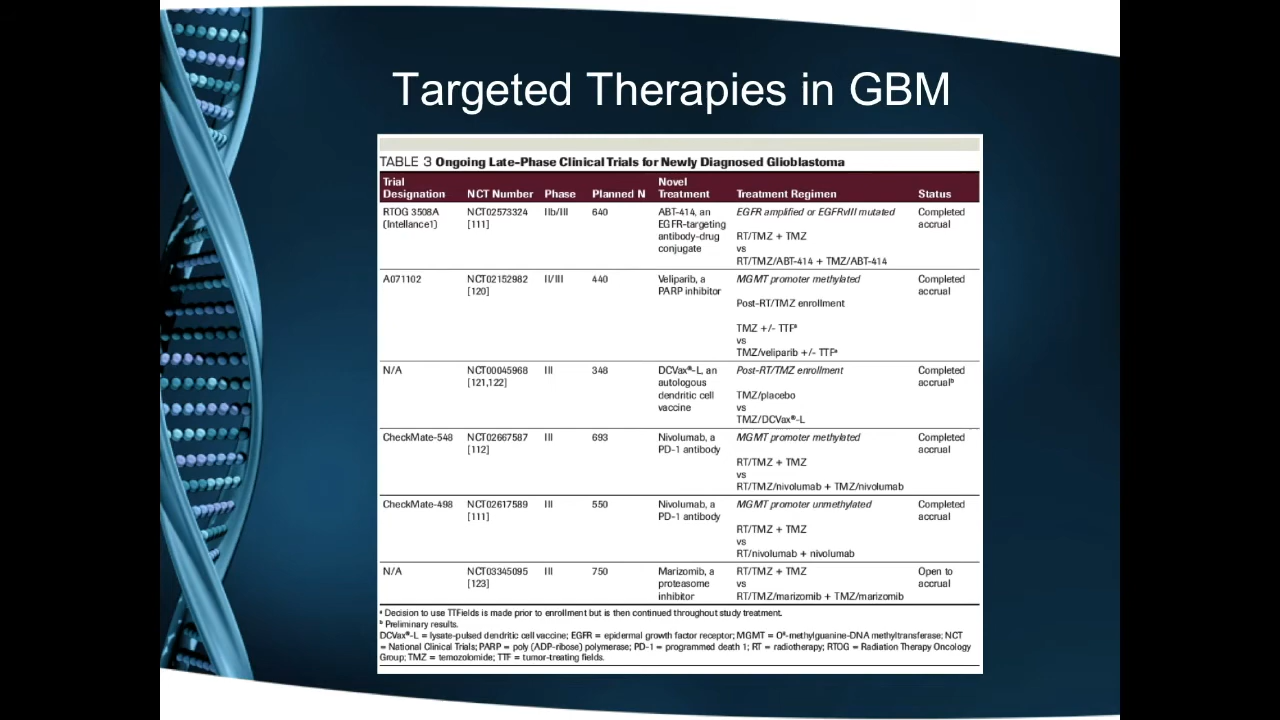 Targeted Therapies in GBM
TABLE 3 Ongoing Late-Phase Clinical Trials for Newly Diagnosed Glioblastoma
Trial Designation NCT Number Phase Planned N Novel Treatment Treatment Regimen Status
RTOG 3508A NCT02573324 IIb/III 640 ABT-414, an EGFR amplified or EGFRvIII mutated Completed
(Intellance1) [111] EGFR-targeting accrual
antibody-drug RT/TMZ + TMZ
conjugate vs
RT/TMZ/ABT-414 + TMZ/ABT-414
A071102 NCT02152982 II/III 440 Veliparib, a MGMT promoter methylated Completed
[120] PARP inhibitor accrual
Post-RT/TMZ enrollment
TMZ +/- TTFᵃ
vs
TMZ/veliparib +/- TTFᵃ
N/A NCT00045968 III 348 DCVax®-L, an Post-RT/TMZ enrollment Completed
[121,122] autologous accrualᵇ
dendritic cell TMZ/placebo
vaccine vs
TMZ/DCVax®-L
CheckMate-548 NCT02667587 III 693 Nivolumab, a MGMT promoter methylated Completed
[112] PD-1 antibody accrual
RT/TMZ + TMZ
vs
RT/TMZ/nivolumab + TMZ/nivolumab
CheckMate-498 NCT02617589 III 550 Nivolumab, a MGMT promoter unmethylated Completed
[111] PD-1 antibody accrual
RT/TMZ + TMZ
vs
RT/nivolumab + nivolumab
N/A NCT03345095 III 750 Marizomib, a RT/TMZ + TMZ Open to
[123] proteasome vs accrual
inhibitor RT/TMZ/marizomib + TMZ/marizomib
ᵃ Decision to use TTFields is made prior to enrollment but is then continued throughout study treatment.
ᵇ Preliminary results.
DCVax®-L = lysate-pulsed dendritic cell vaccine; EGFR = epidermal growth factor receptor; MGMT = O⁶-methylguanine-DNA methyltransferase; NCT
= National Clinical Trials; PARP = poly (ADP-ribose) polymerase; PD-1 = programmed death 1; RT = radiotherapy; RTOG = Radiation Therapy Oncology
Group; TMZ = temozolomide; TTF = tumor-treating fields.